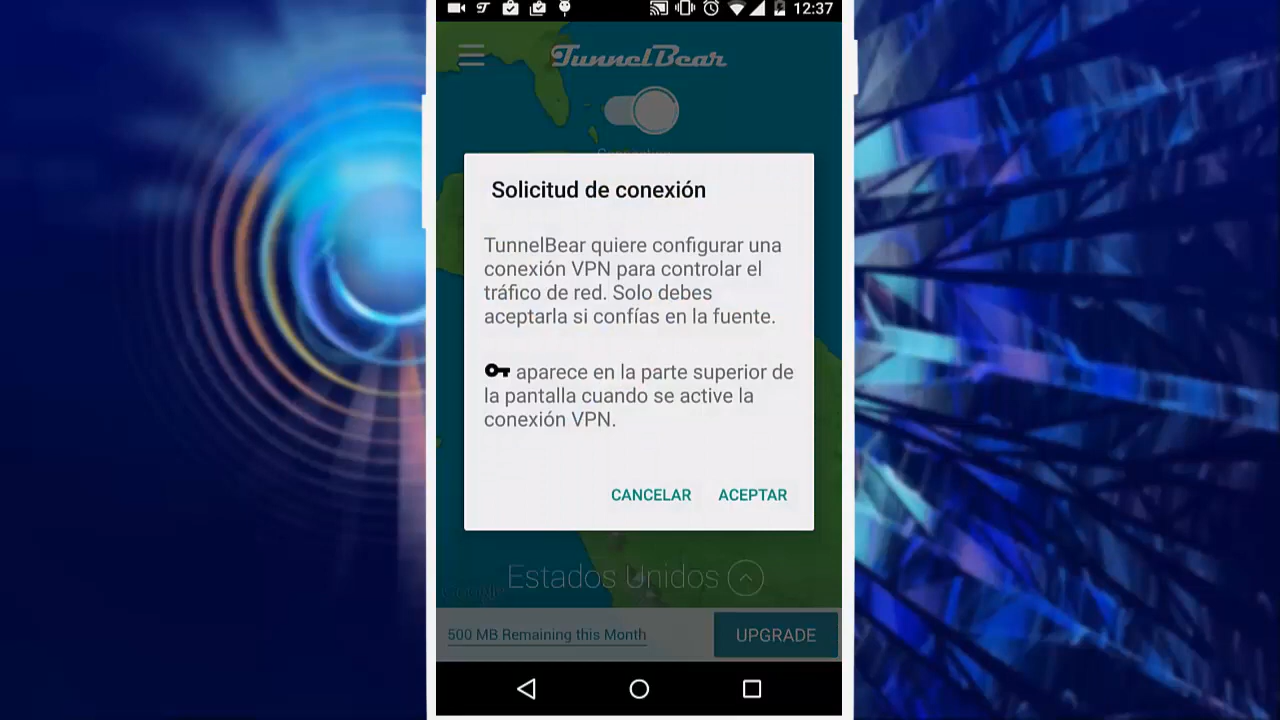 12:37
TunnelBear
Solicitud de conexión
TunnelBear quiere configurar una
conexión VPN para controlar el
tráfico de red. Solo debes
aceptarla si confías en la fuente.
aparece en la parte superior de
la pantalla cuando se active la
conexión VPN.
CANCELAR ACEPTAR
Estados Unidos
500 MB Remaining this Month
UPGRADE